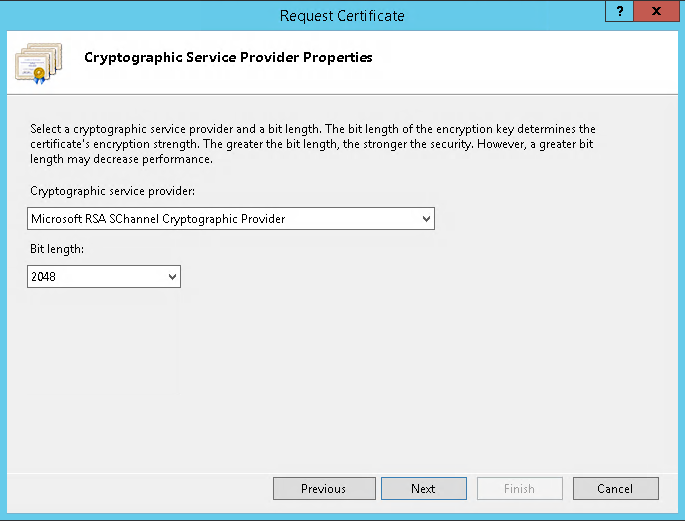 Request Certificate
?
x
Cryptographic Service Provider Properties
Select a cryptographic service provider and a bit length. The bit length of the encryption key determines the
certificate's encryption strength. The greater the bit length, the stronger the security. However, a greater bit
length may decrease performance.
Cryptographic service provider:
Microsoft RSA SChannel Cryptographic Provider
Bit length:
2048
Previous
Next
Finish
Cancel